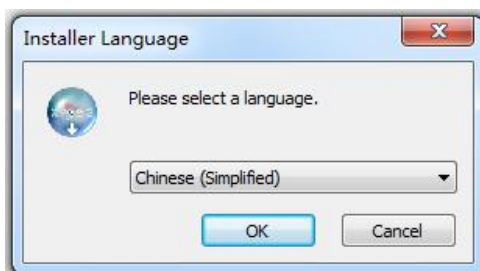 Installer Language
Please select a language.
Chinese (Simplified)
OK
Cancel